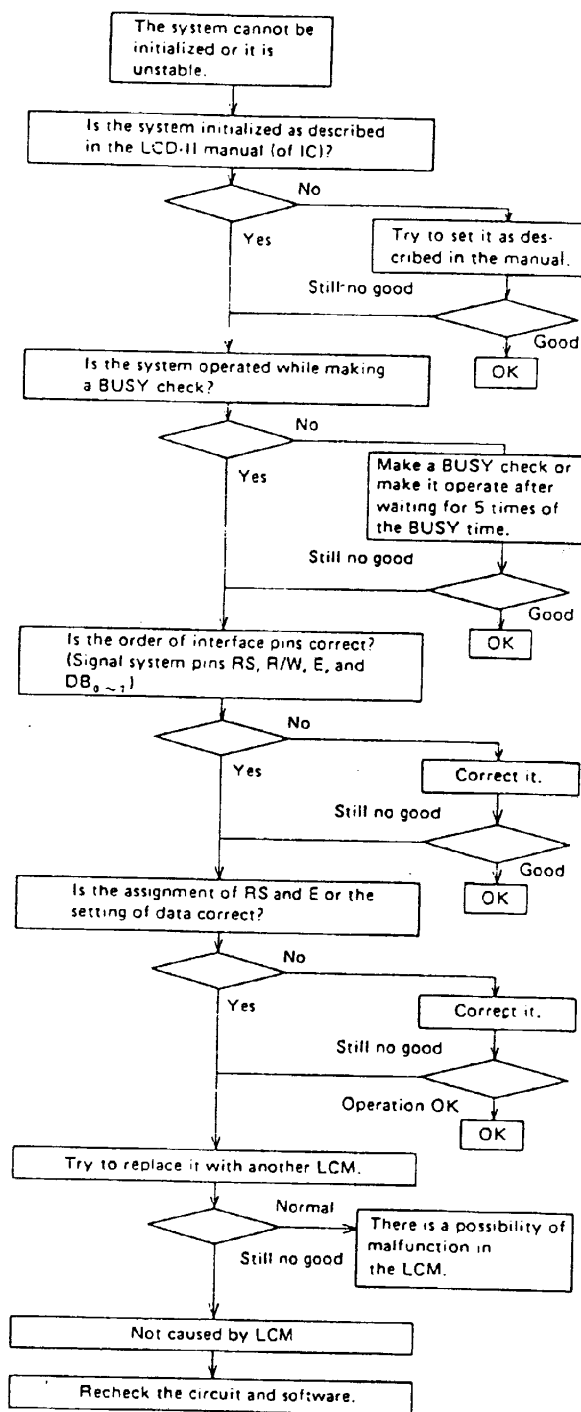 The system cannot be
initialized or it is
unstable.
Is the system initialized as described
in the LCD-II manual (of IC)?
No
Yes
Try to set it as des-
cribed in the manual.
Still no good
Good
OK
Is the system operated while making
a BUSY check?
No
Yes
Make a BUSY check or
make it operate after
waiting for 5 times of
the BUSY time.
Still no good
Good
OK
Is the order of interface pins correct?
(Signal system pins RS, R/W, E, and
DB₀ ~ ₇)
No
Yes
Correct it.
Still no good
Good
OK
Is the assignment of RS and E or the
setting of data correct?
No
Yes
Correct it.
Still no good
Operation OK
OK
Try to replace it with another LCM.
Normal
Still no good
There is a possibility of
malfunction in
the LCM.
Not caused by LCM
Recheck the circuit and software.